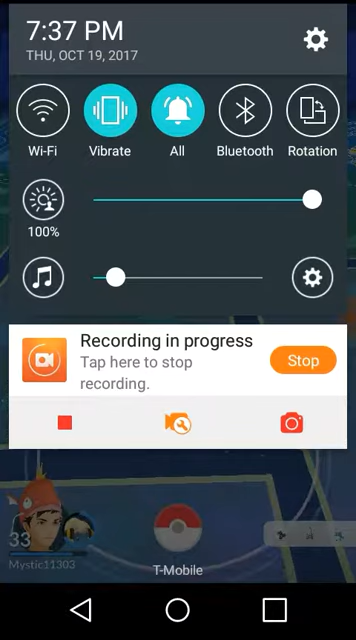 7:37 PM
THU, OCT 19, 2017
Wi-Fi
Vibrate
All
Bluetooth
Rotation
100%
Recording in progress
Tap here to stop
recording.
Stop
33
Mystic11303
T-Mobile